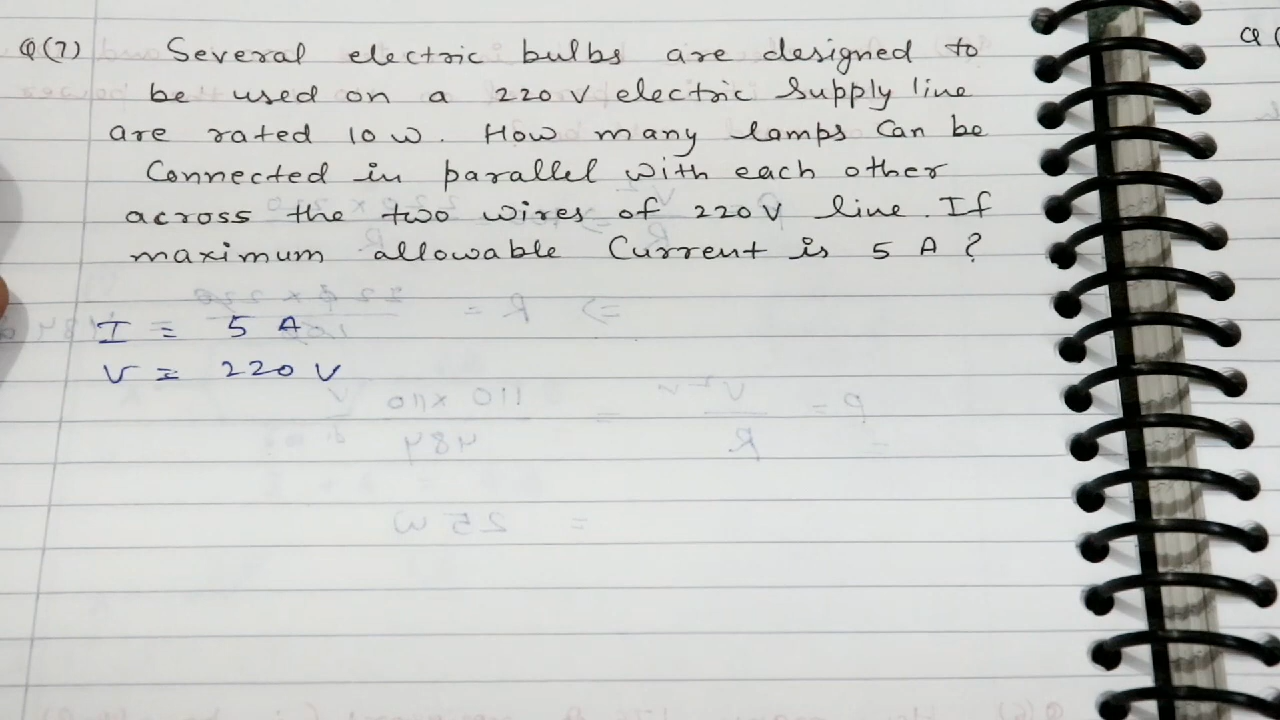 Q(7) Several electric bulbs are designed to
be used on a 220 V electric supply line
are rated 10 W. How many lamps can be
Connected in parallel with each other
across the two wires of 220 V line. If
maximum allowable Current is 5 A ?
I = 5 A
V = 220 V